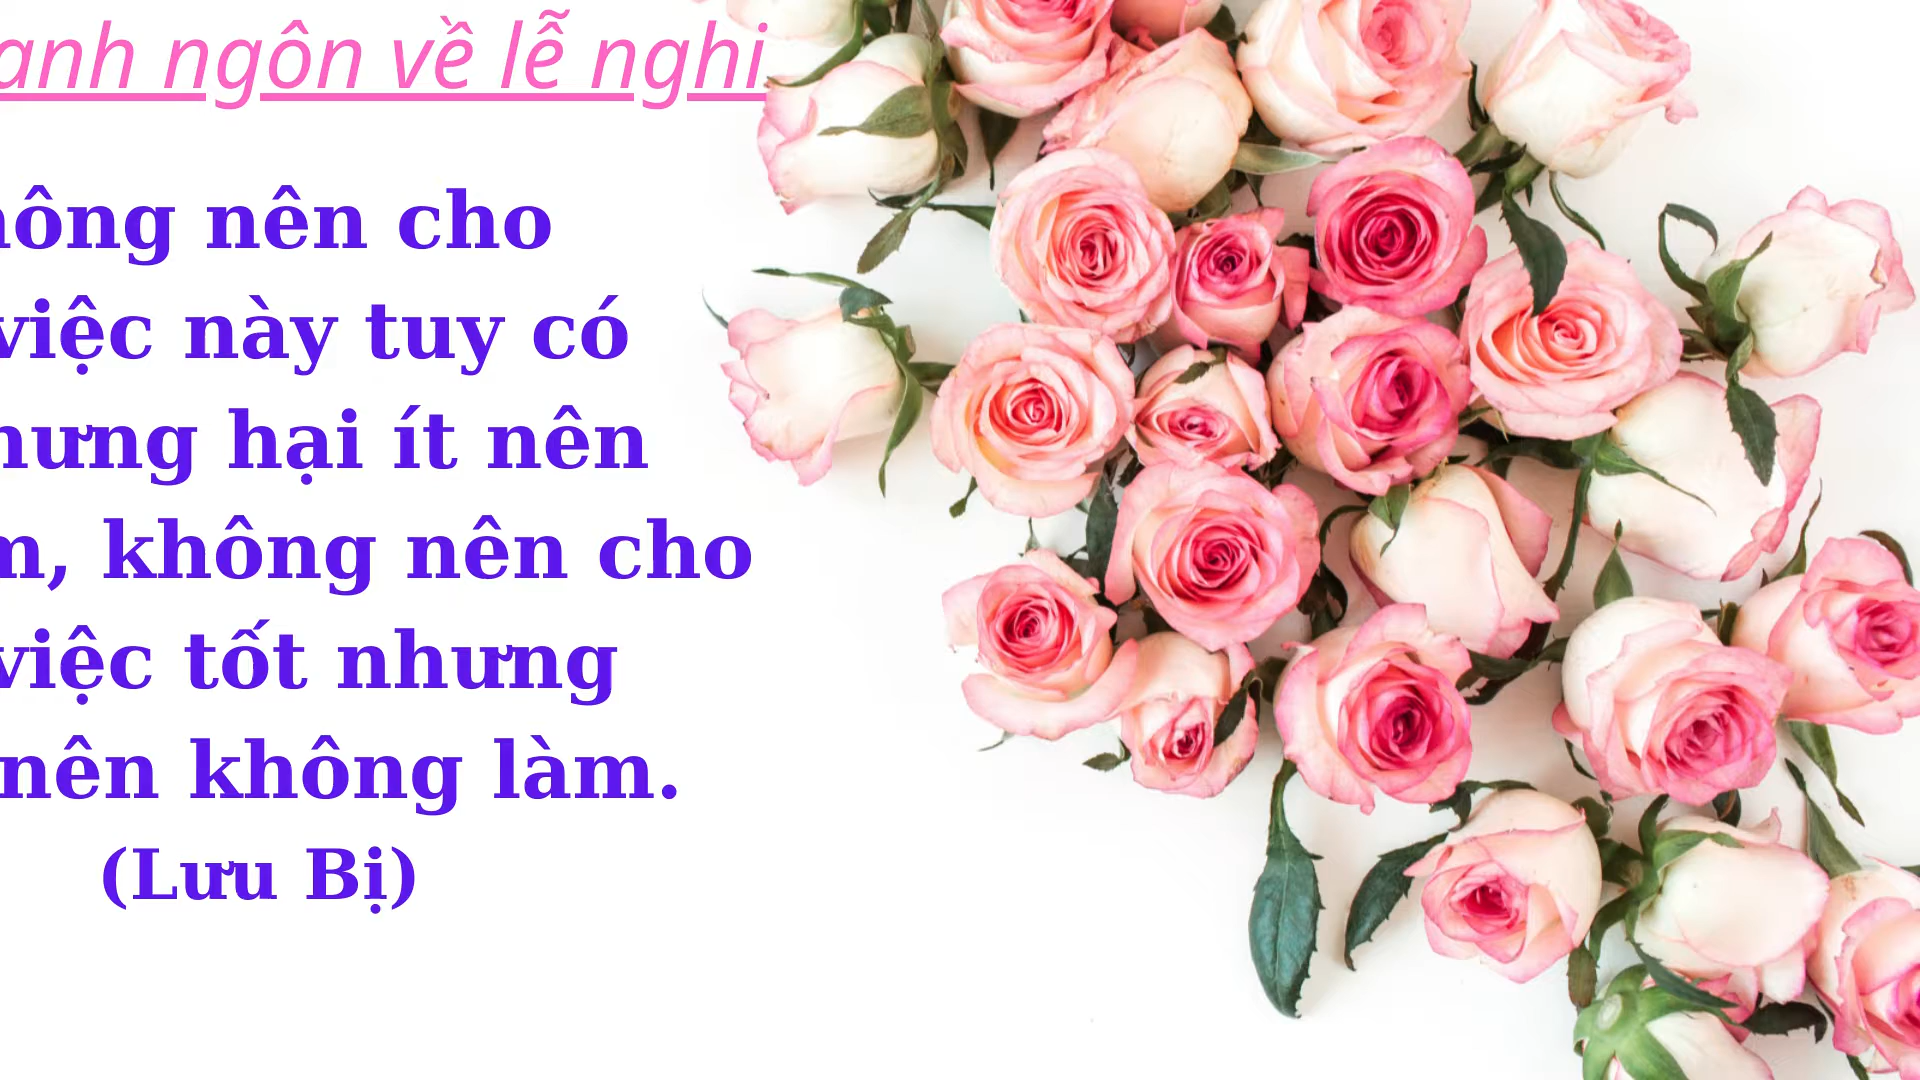 anh ngôn về lễ nghi
nông nên cho
việc này tuy có
hưng hại ít nên
m, không nên cho
việc tốt nhưng
nên không làm.
(Lưu Bị)